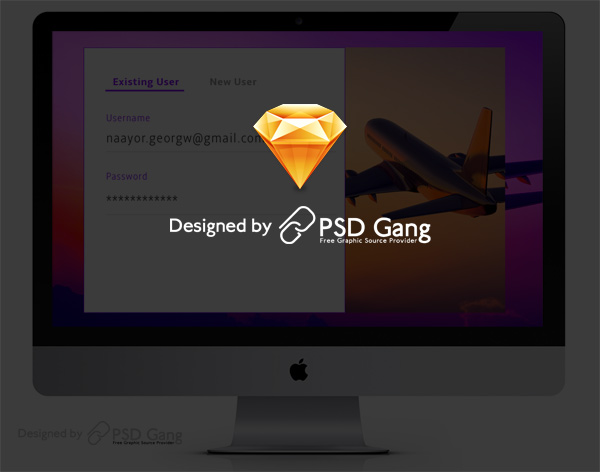 Existing User New User
Username
naayor.georgw@gmail.com
Password
************
Designed by PSD Gang
Free Graphic Source Provider
Designed by PSD Gang
Free Graphic Source Provider